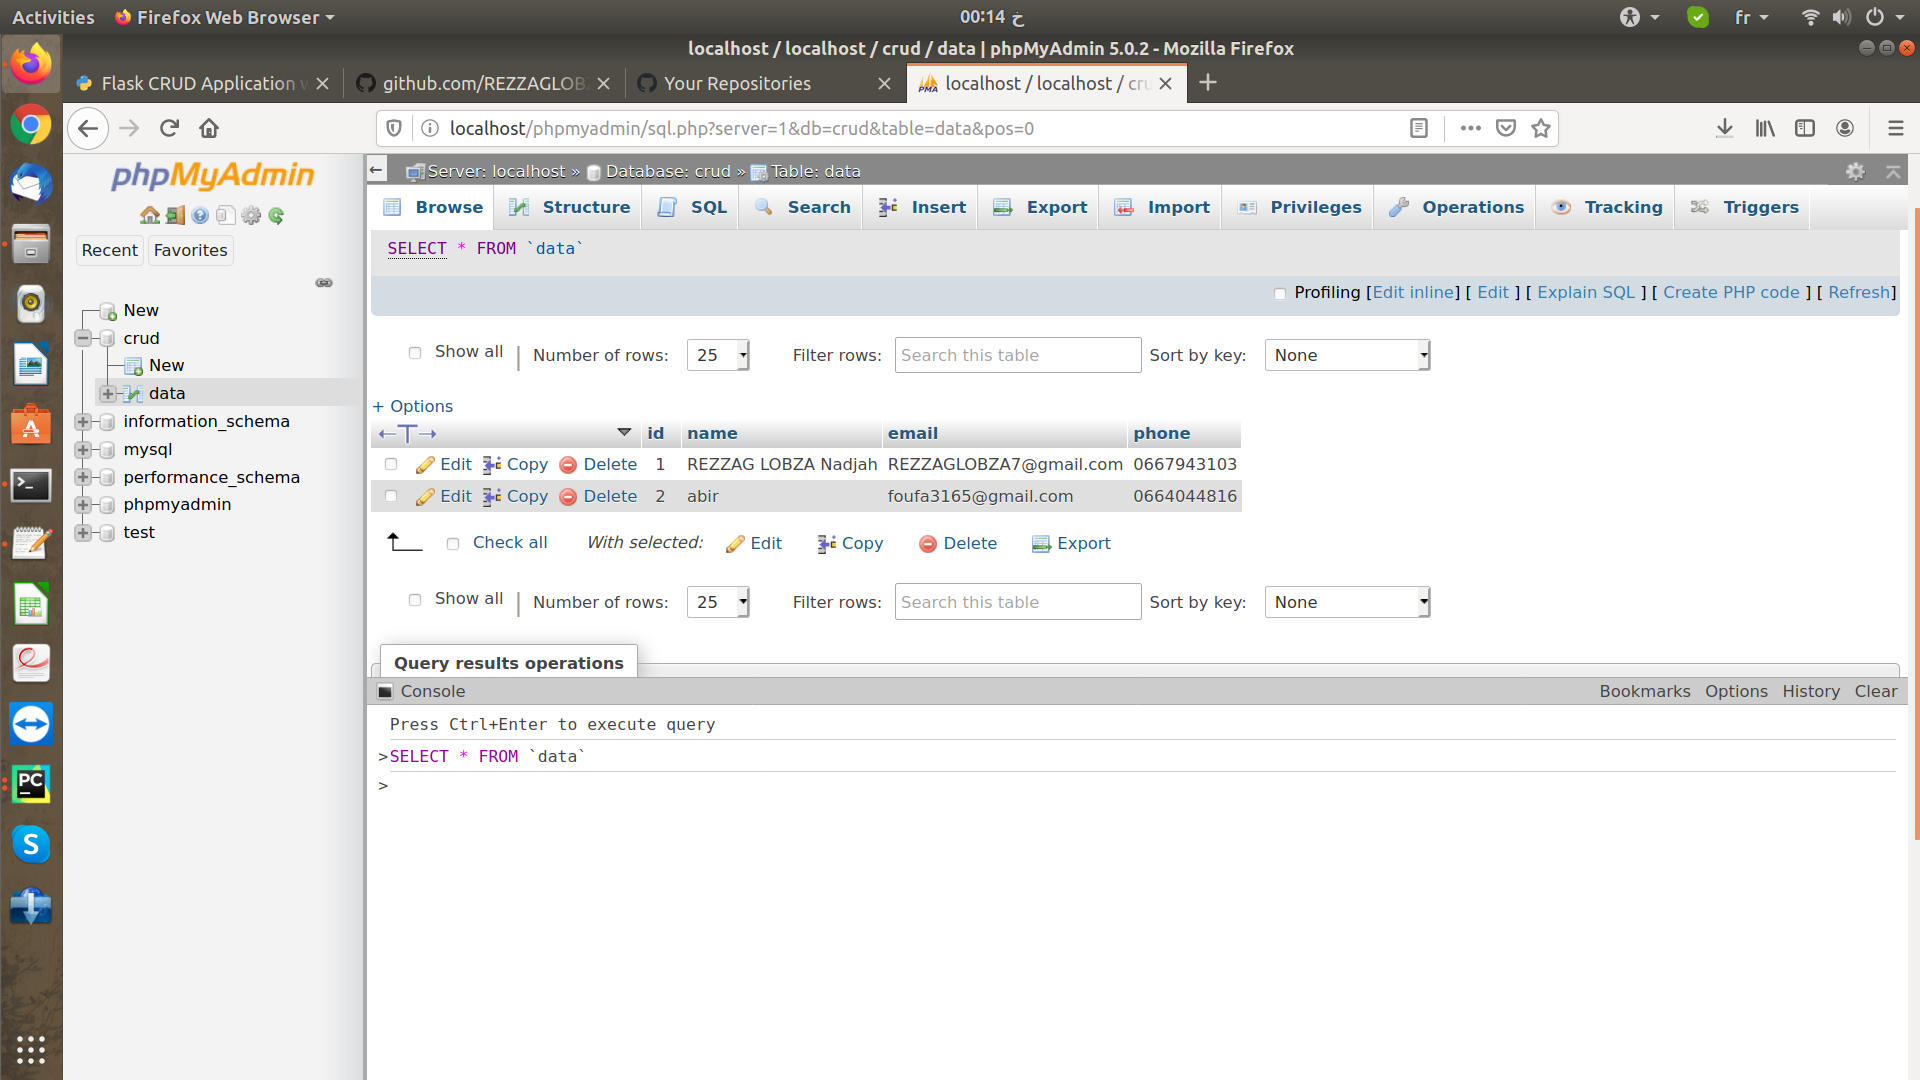 Activities Firefox Web Browser 00:14 خ fr
localhost / localhost / crud / data | phpMyAdmin 5.0.2 - Mozilla Firefox
Flask CRUD Application github.com/REZZAGLOB Your Repositories localhost / localhost / cru
localhost/phpmyadmin/sql.php?server=1&db=crud&table=data&pos=0
phpMyAdmin
Recent Favorites
New
crud
New
data
information_schema
mysql
performance_schema
phpmyadmin
test
Server: localhost » Database: crud » Table: data
Browse Structure SQL Search Insert Export Import Privileges Operations Tracking Triggers
SELECT * FROM `data`
Profiling [Edit inline] [ Edit ] [ Explain SQL ] [ Create PHP code ] [ Refresh]
Show all | Number of rows: 25 Filter rows: Search this table Sort by key: None
+ Options
←T→ id name email phone
Edit Copy Delete 1 REZZAG LOBZA Nadjah REZZAGLOBZA7@gmail.com 0667943103
Edit Copy Delete 2 abir foufa3165@gmail.com 0664044816
Check all With selected: Edit Copy Delete Export
Show all | Number of rows: 25 Filter rows: Search this table Sort by key: None
Query results operations
Console Bookmarks Options History Clear
Press Ctrl+Enter to execute query
>SELECT * FROM `data`
>